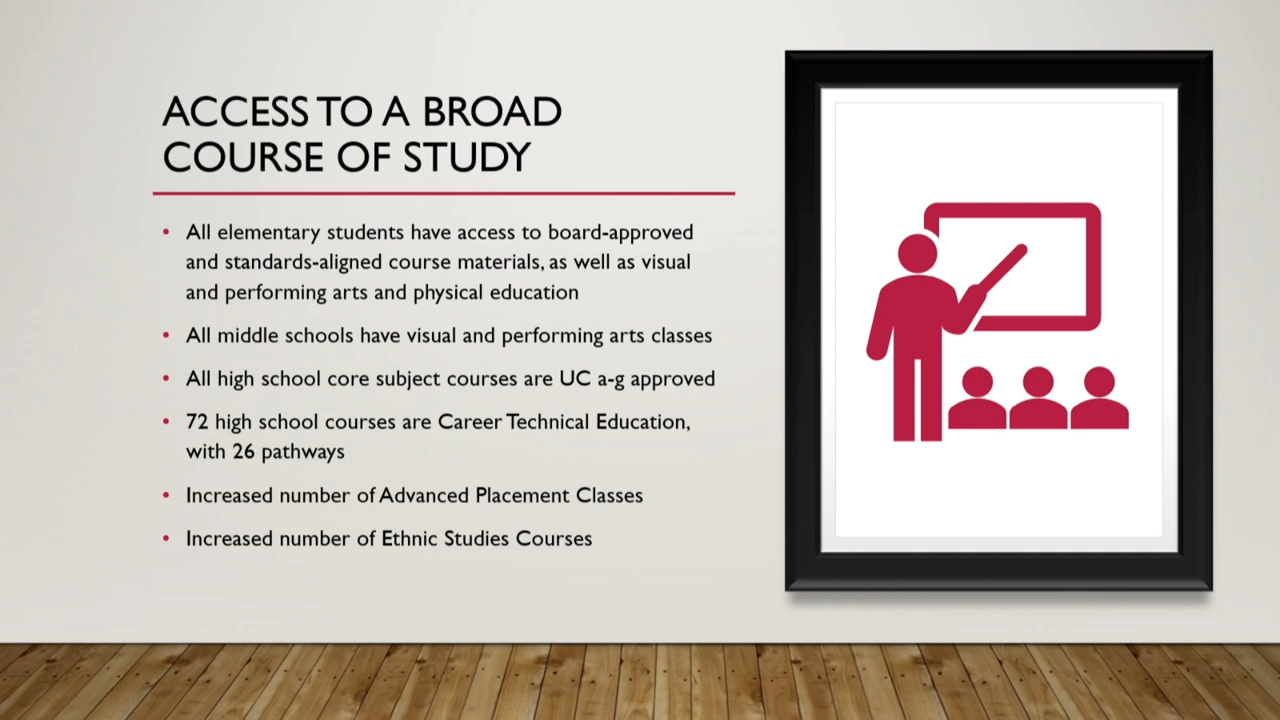 ACCESS TO A BROAD
COURSE OF STUDY
• All elementary students have access to board-approved
and standards-aligned course materials, as well as visual
and performing arts and physical education
• All middle schools have visual and performing arts classes
• All high school core subject courses are UC a-g approved
• 72 high school courses are Career Technical Education,
with 26 pathways
• Increased number of Advanced Placement Classes
• Increased number of Ethnic Studies Courses